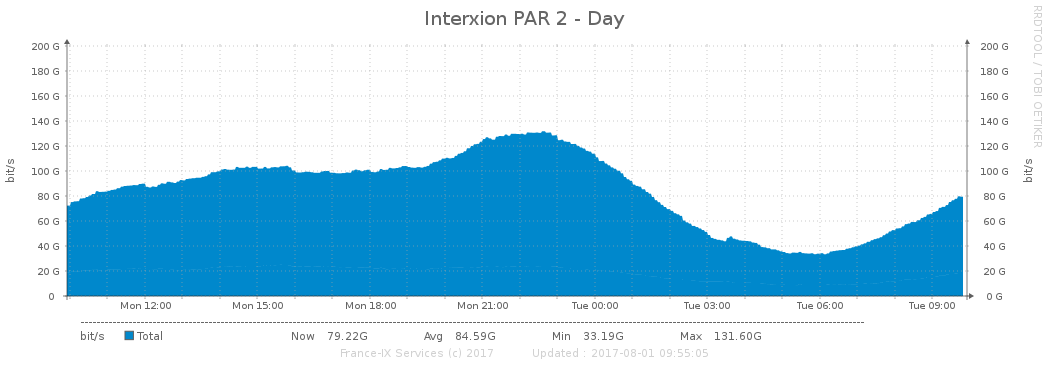 Interxion PAR 2 - Day
RRDTOOL / TOBI OETIKER
bit/s
bit/s
200 G 200 G
180 G 180 G
160 G 160 G
140 G 140 G
120 G 120 G
100 G 100 G
80 G 80 G
60 G 60 G
40 G 40 G
20 G 20 G
0 0 G
Mon 12:00 Mon 15:00 Mon 18:00 Mon 21:00 Tue 00:00 Tue 03:00 Tue 06:00 Tue 09:00
bit/s Total Now 79.22G Avg 84.59G Min 33.19G Max 131.60G
France-IX Services (c) 2017 Updated : 2017-08-01 09:55:05